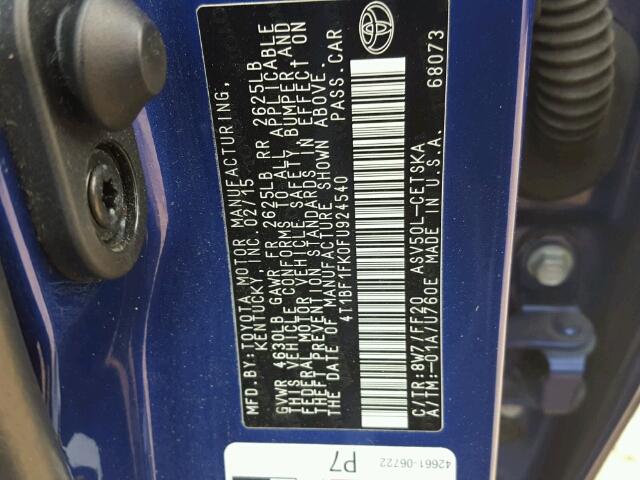 MFD.BY:TOYOTA MOTOR MANUFACTURING,
KENTUCKY, INC. 02/15
GVWR 4630LB GAWR FR 2625LB RR 2625LB
THIS VEHICLE CONFORMS TO ALL APPLICABLE
FEDERAL MOTOR VEHICLE SAFETY, BUMPER, AND
THEFT PREVENTION STANDARDS IN EFFECT ON
THE DATE OF MANUFACTURE SHOWN ABOVE.
4T1BF1FK0FU924540 PASS.CAR
C/TR:8W7/FF20 ASV50L-CETSKA
A/TM:-01A/U760E MADE IN U.S.A. 68073
P7
42661-06722